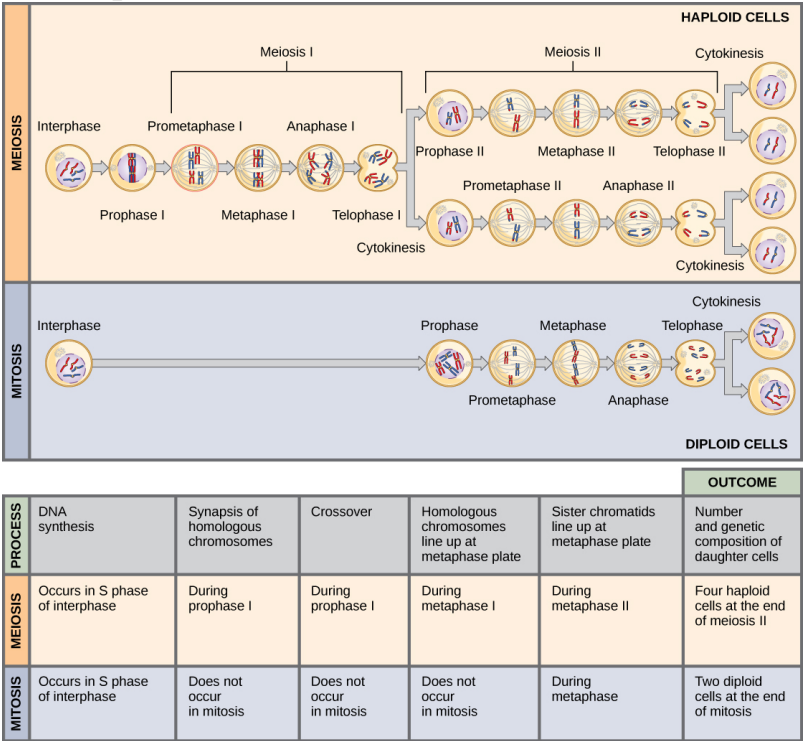 HAPLOID CELLS
MEIOSIS
Meiosis I
Meiosis II
Cytokinesis
Interphase
Prometaphase I
Anaphase I
Prophase II
Metaphase II
Telophase II
Prometaphase II
Anaphase II
Prophase I
Metaphase I
Telophase I
Cytokinesis
Cytokinesis
MITOSIS
Cytokinesis
Interphase
Prophase
Metaphase
Telophase
Prometaphase
Anaphase
DIPLOID CELLS
OUTCOME
PROCESS
DNA
synthesis
Synapsis of
homologous
chromosomes
Crossover
Homologous
chromosomes
line up at
metaphase plate
Sister chromatids
line up at
metaphase plate
Number
and genetic
composition of
daughter cells
MEIOSIS
Occurs in S phase
of interphase
During
prophase I
During
prophase I
During
metaphase I
During
metaphase II
Four haploid
cells at the end
of meiosis II
MITOSIS
Occurs in S phase
of interphase
Does not
occur
in mitosis
Does not
occur
in mitosis
Does not
occur
in mitosis
During
metaphase
Two diploid
cells at the end
of mitosis